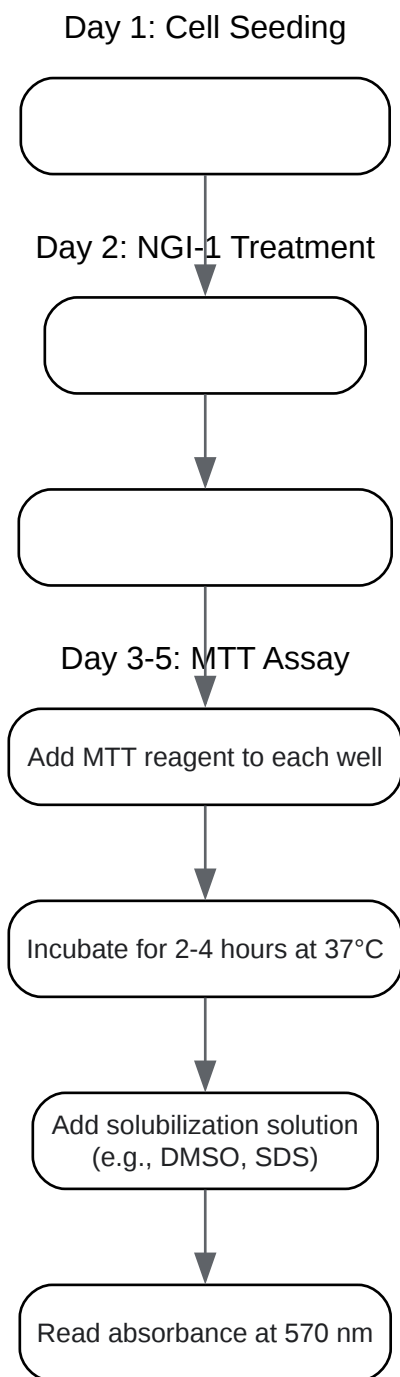 Day 1: Cell Seeding
Day 2: NGI-1 Treatment
Day 3-5: MTT Assay
Add MTT reagent to each well
Incubate for 2-4 hours at 37°C
Add solubilization solution
(e.g., DMSO, SDS)
Read absorbance at 570 nm